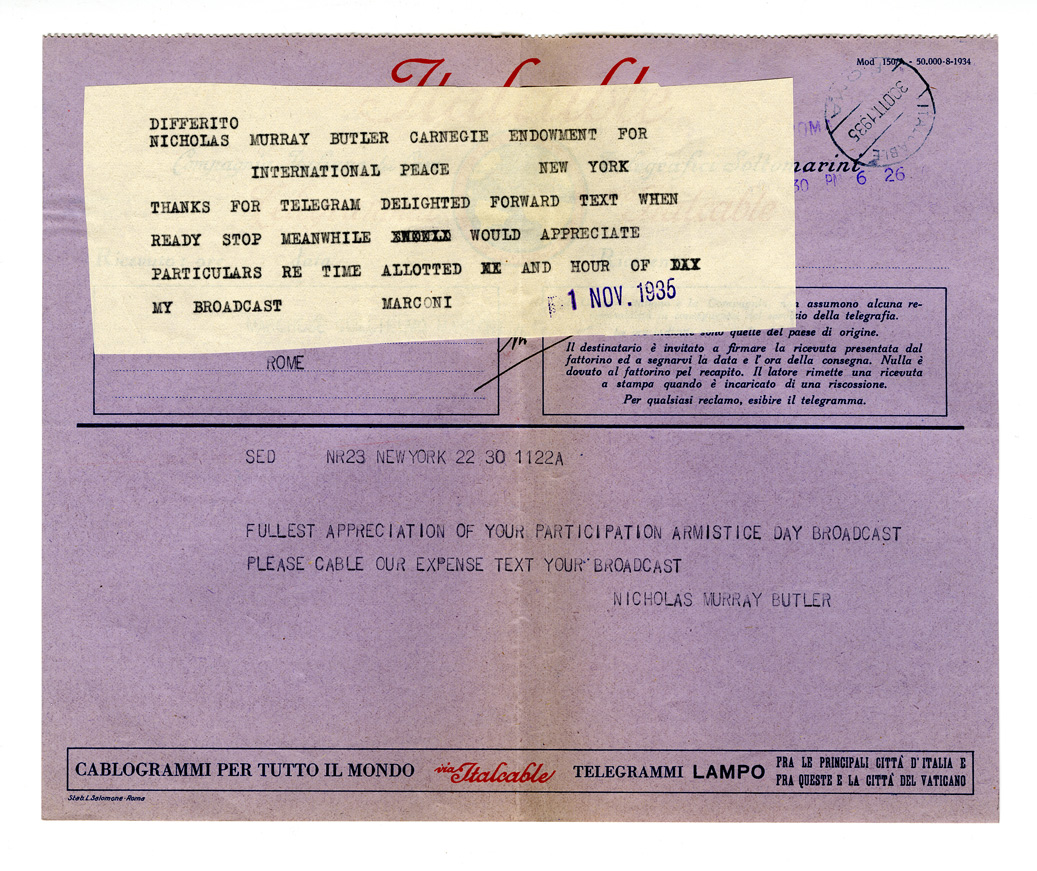 Italcable
Mod 150 - 50.000-8-1934
30 OTT 1935
ITALCABLE
DIFFERITO
NICHOLAS MURRAY BUTLER CARNEGIE ENDOWMENT FOR
INTERNATIONAL PEACE NEW YORK
THANKS FOR TELEGRAM DELIGHTED FORWARD TEXT WHEN
READY STOP MEANWHILE WOULD APPRECIATE
PARTICULARS RE TIME ALLOTTED AND HOUR OF
MY BROADCAST MARCONI
1 NOV. 1935
30 PM 6 26
assumono alcuna re-
della telegrafia.
sono quelle del paese di origine.
Il destinatario è invitato a firmare la ricevuta presentata dal
fattorino ed a segnarvi la data e l'ora della consegna. Nulla è
dovuto al fattorino pel recapito. Il latore rimette una ricevuta
a stampa quando è incaricato di una riscossione.
Per qualsiasi reclamo, esibire il telegramma.
ROME
SED NR23 NEWYORK 22 30 1122A
FULLEST APPRECIATION OF YOUR PARTICIPATION ARMISTICE DAY BROADCAST
PLEASE CABLE OUR EXPENSE TEXT YOUR BROADCAST
NICHOLAS MURRAY BUTLER
CABLOGRAMMI PER TUTTO IL MONDO via Italcable TELEGRAMMI LAMPO FRA LE PRINCIPALI CITTÀ D'ITALIA E
FRA QUESTE E LA CITTÀ DEL VATICANO
Stab. L. Salomone - Roma